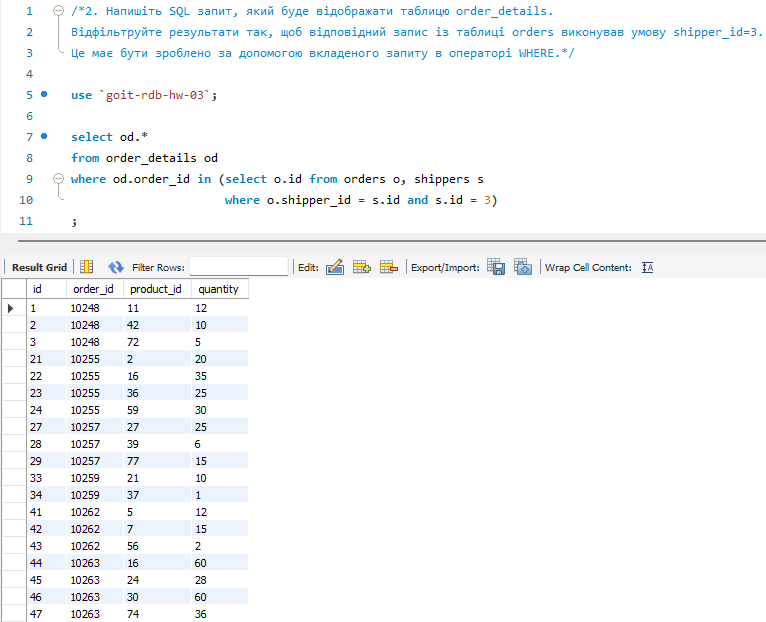 1 /*2. Напишіть SQL запит, який буде відображати таблицю order_details.
2 Відфільтруйте результати так, щоб відповідний запис із таблиці orders виконував умову shipper_id=3.
3 Це має бути зроблено за допомогою вкладеного запиту в операторі WHERE.*/
4
5 use `goit-rdb-hw-03`;
6
7 select od.*
8 from order_details od
9 where od.order_id in (select o.id from orders o, shippers s
10 where o.shipper_id = s.id and s.id = 3)
11 ;
Result Grid Filter Rows: Edit: Export/Import: Wrap Cell Content: IA
id order_id product_id quantity
1 10248 11 12
2 10248 42 10
3 10248 72 5
21 10255 2 20
22 10255 16 35
23 10255 36 25
24 10255 59 30
27 10257 27 25
28 10257 39 6
29 10257 77 15
33 10259 21 10
34 10259 37 1
41 10262 5 12
42 10262 7 15
43 10262 56 2
44 10263 16 60
45 10263 24 28
46 10263 30 60
47 10263 74 36